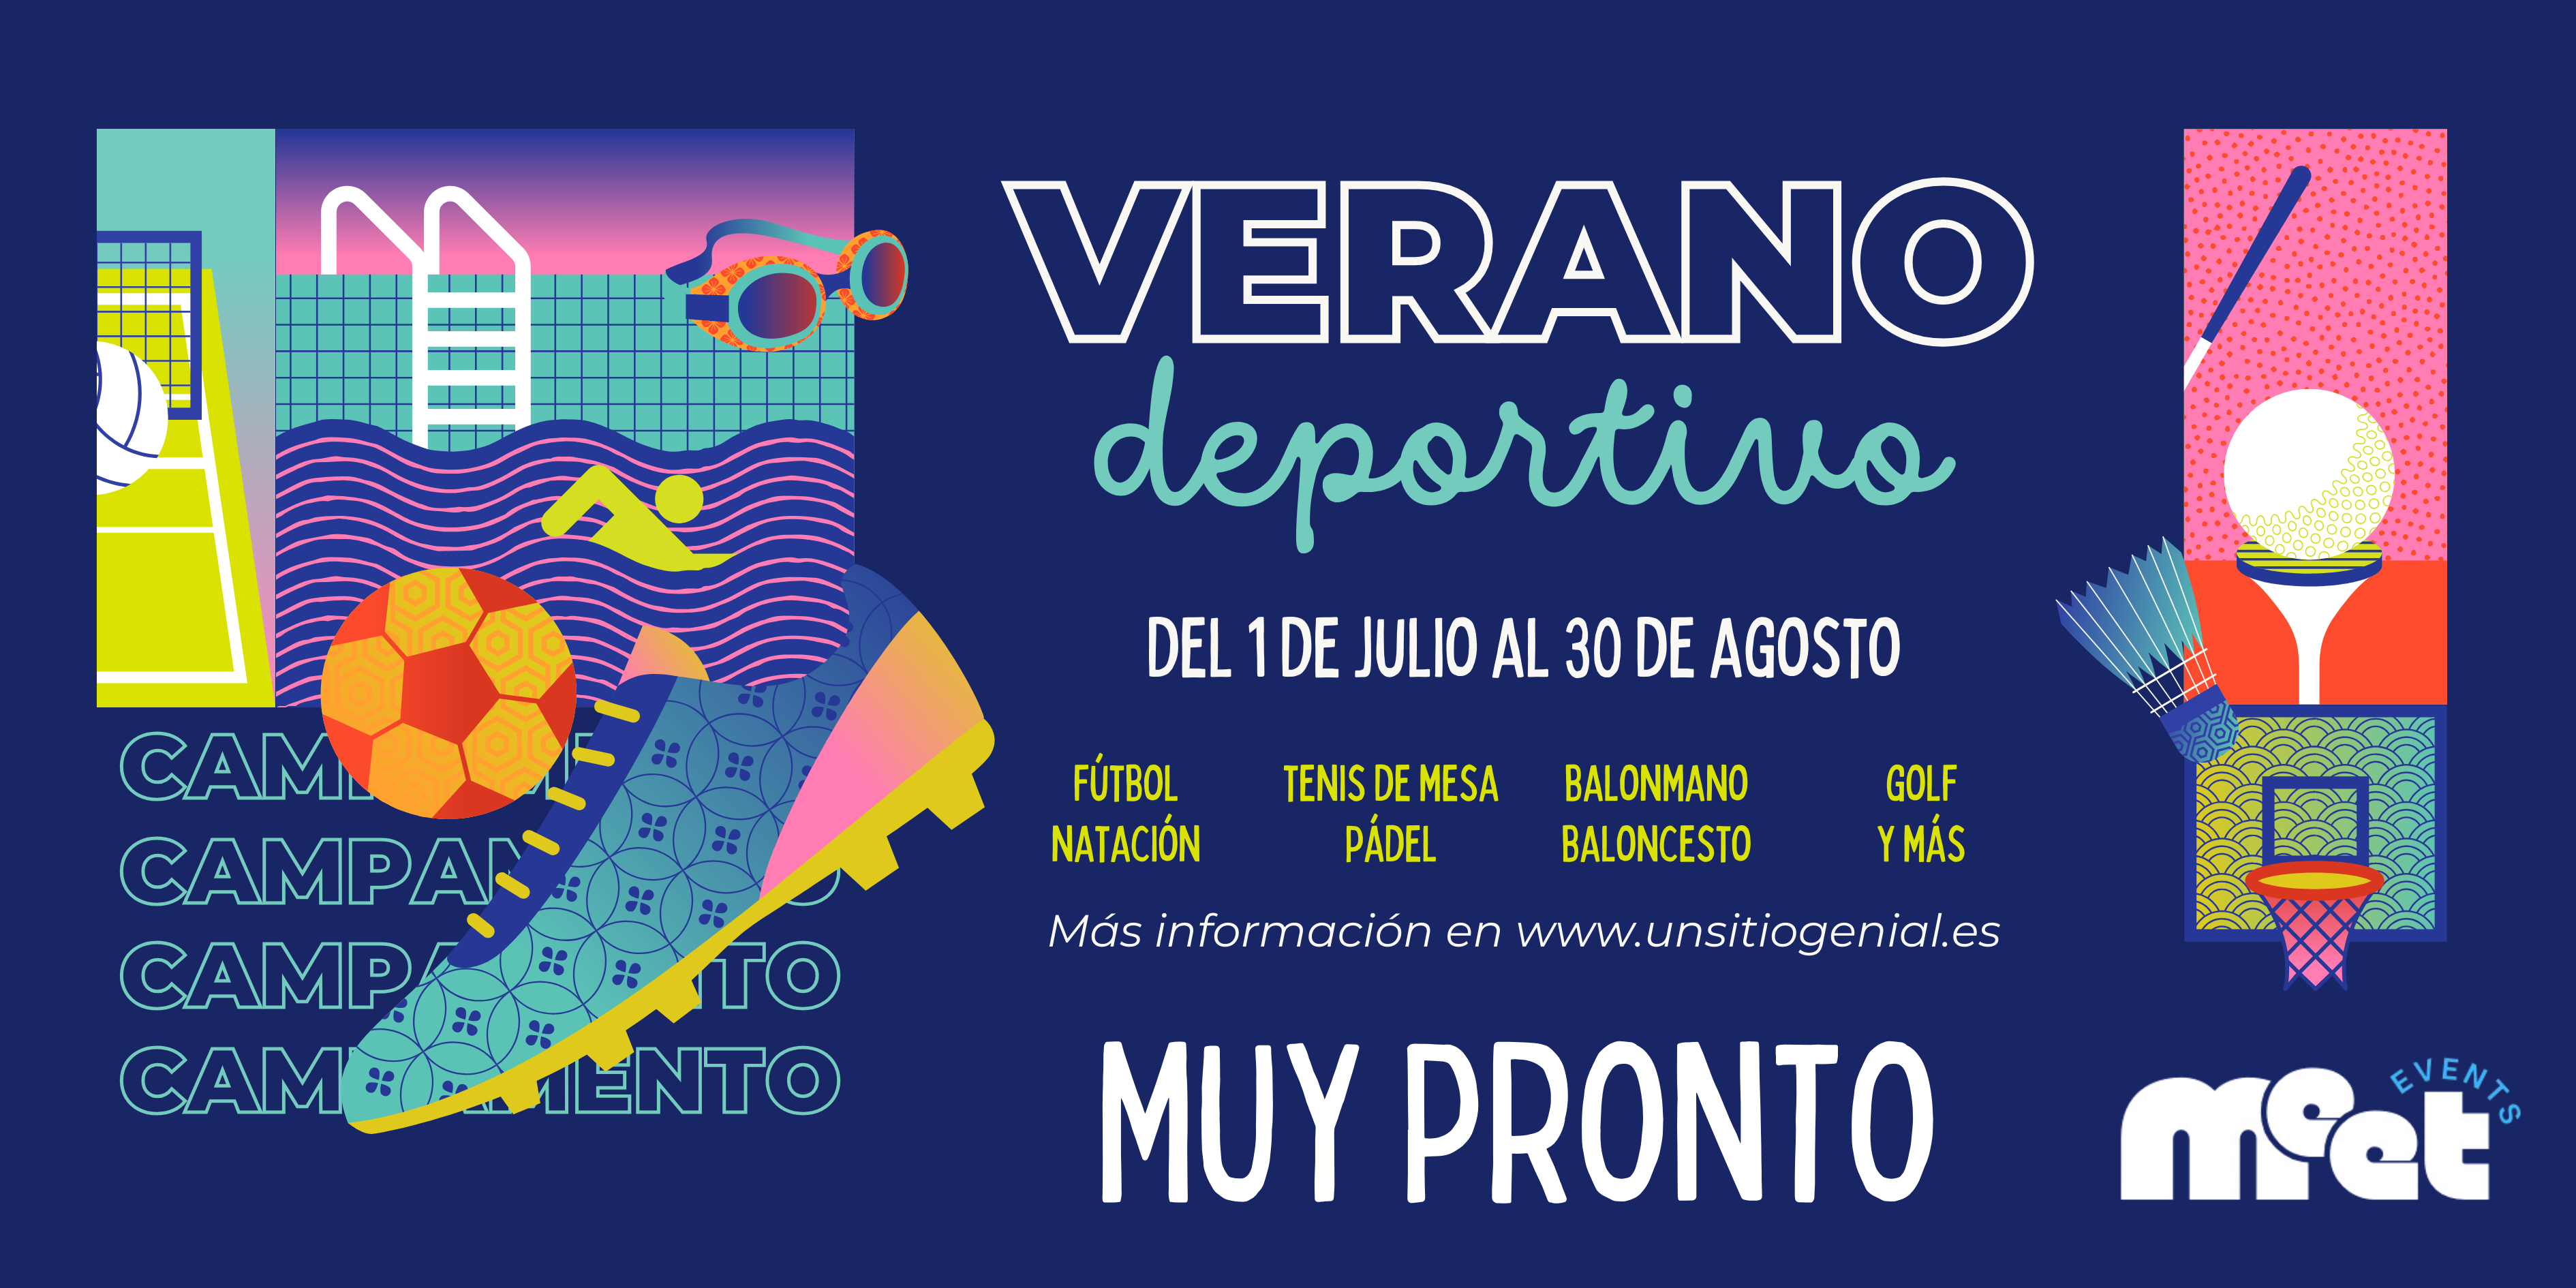 VERANO
deportivo
DEL 1 DE JULIO AL 30 DE AGOSTO
FÚTBOL
NATACIÓN
TENIS DE MESA
PÁDEL
BALONMANO
BALONCESTO
GOLF
Y MÁS
Más información en www.unsitiogenial.es
MUY PRONTO
CAMPAMENTO
CAMPAMENTO
CAMPAMENTO
CAMPAMENTO
meet EVENTS